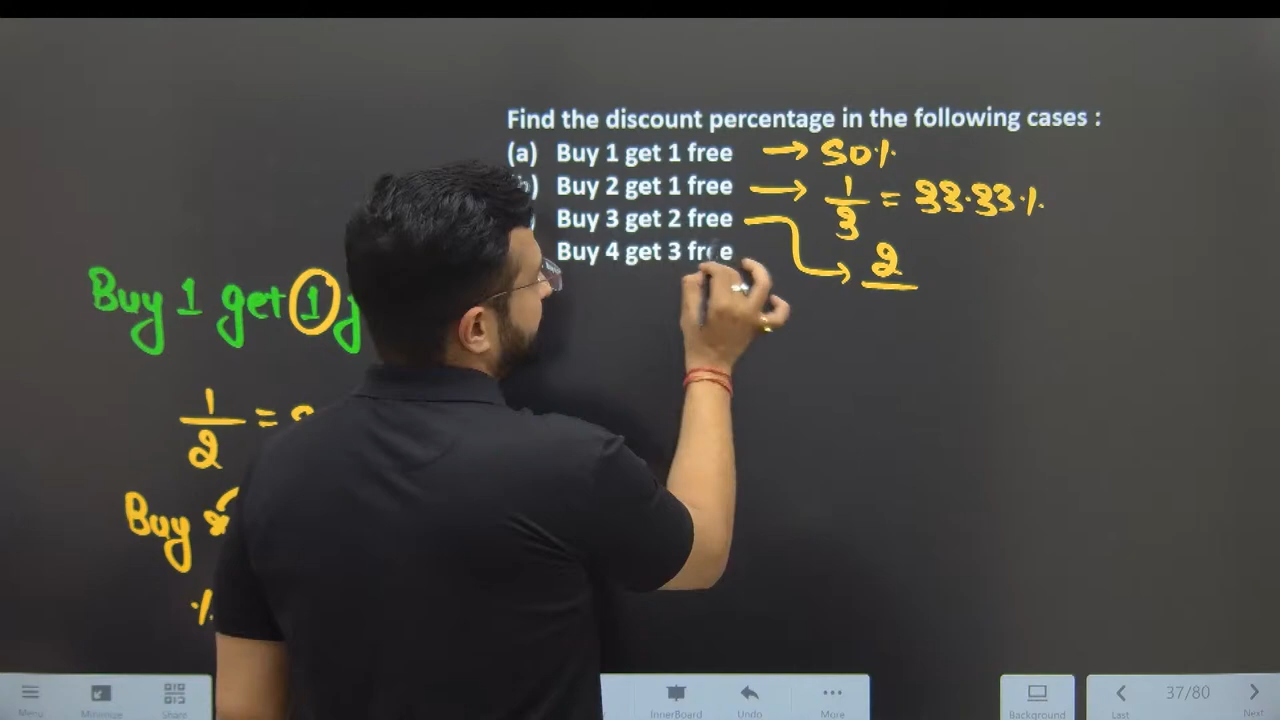 Find the discount percentage in the following cases :
(a) Buy 1 get 1 free → 50%
b) Buy 2 get 1 free → 1/3 = 33.33%
) Buy 3 get 2 free → 2
Buy 4 get 3 free
Buy 1 get 1
1/2 =
Buy
%
Menu
Minimize
Share
InnerBoard
Undo
More
Background
Last
37/80
Next